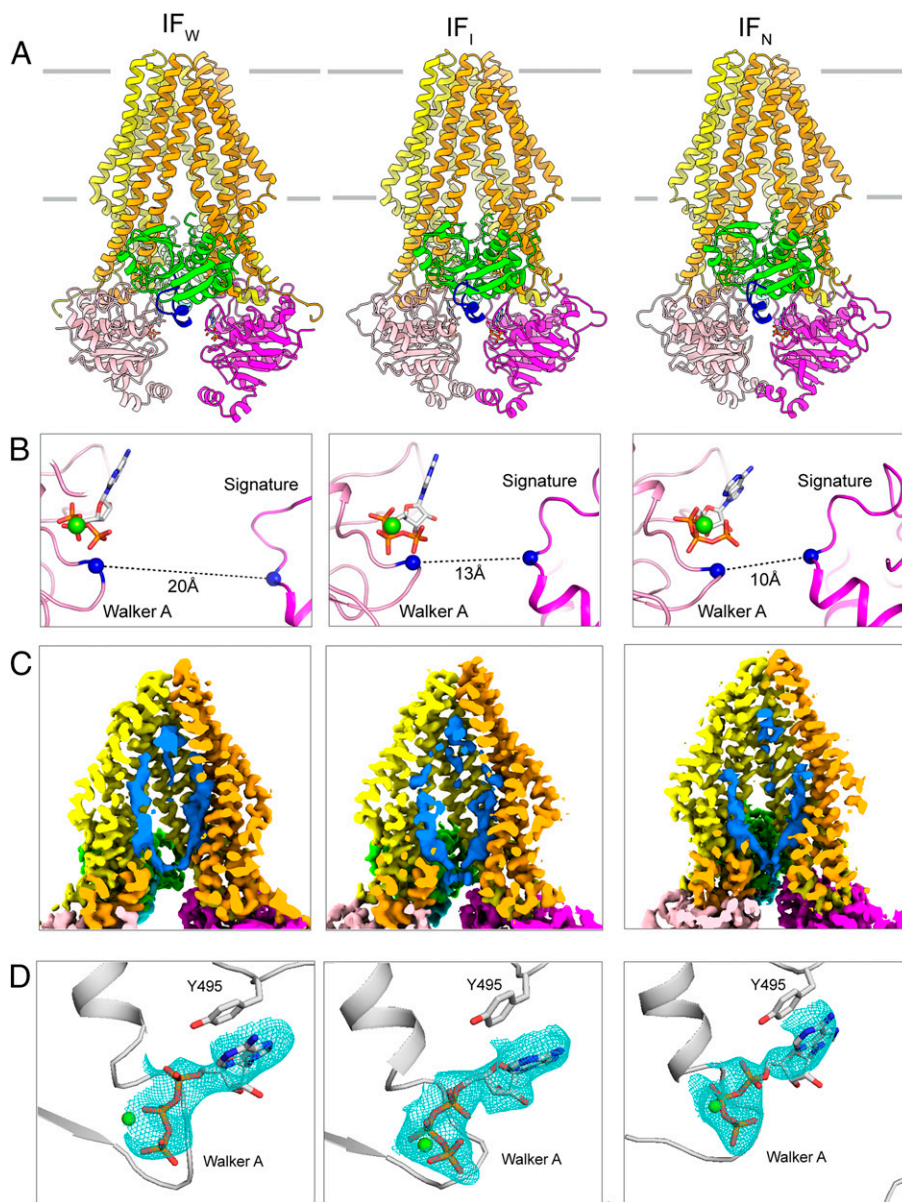 IFW IFI IFN
A
B
Signature Signature Signature
20Å 13Å 10Å
Walker A Walker A Walker A
C
D
Y495 Y495 Y495
Walker A Walker A Walker A